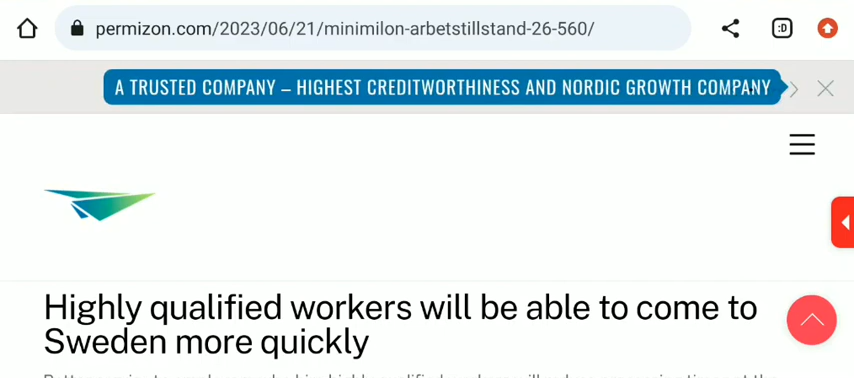 permizon.com/2023/06/21/minimilon-arbetstillstand-26-560/
:D
A TRUSTED COMPANY – HIGHEST CREDITWORTHINESS AND NORDIC GROWTH COMPANY
Highly qualified workers will be able to come to
Sweden more quickly